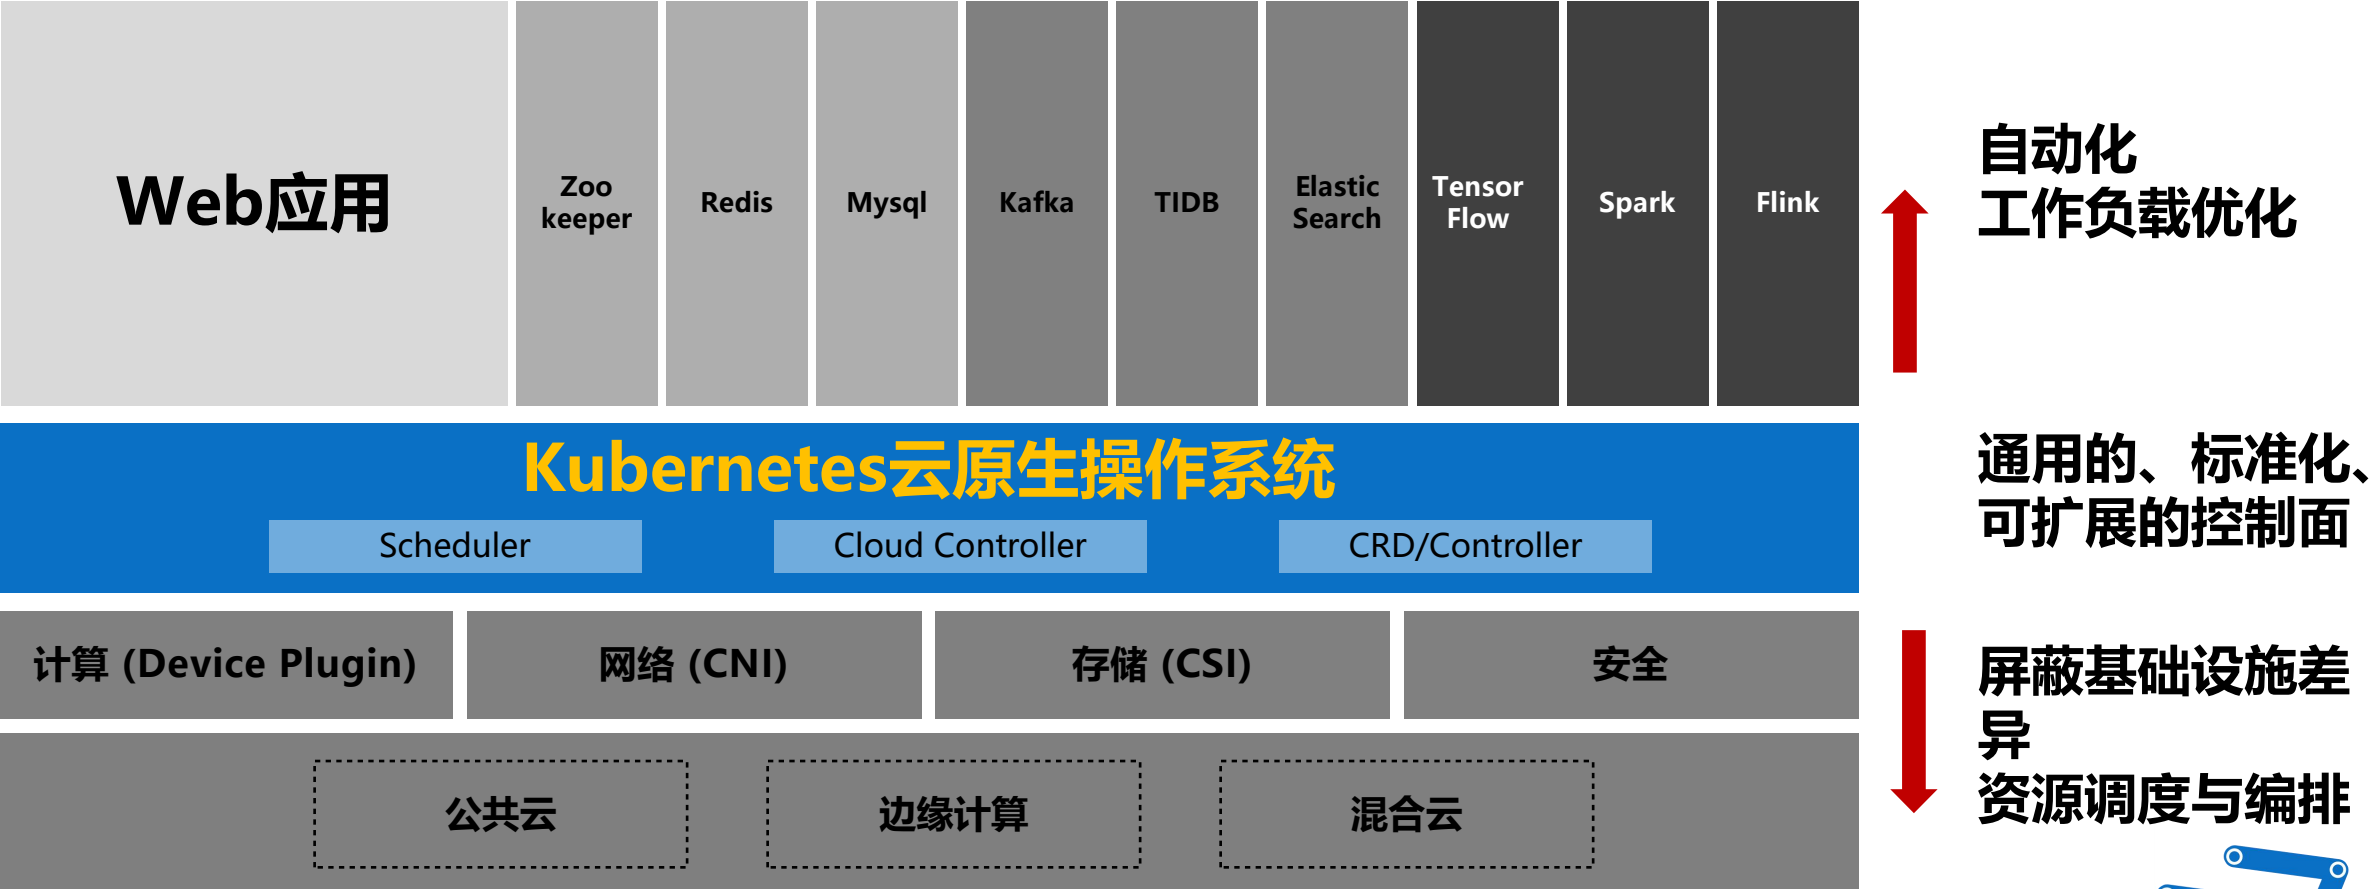 Web应用
Zoo
keeper
Redis
Mysql
Kafka
TIDB
Elastic
Search
Tensor
Flow
Spark
Flink
自动化
工作负载优化
Kubernetes云原生操作系统
Scheduler
Cloud Controller
CRD/Controller
通用的、标准化、
可扩展的控制面
计算 (Device Plugin)
网络 (CNI)
存储 (CSI)
安全
屏蔽基础设施差
异
资源调度与编排
公共云
边缘计算
混合云